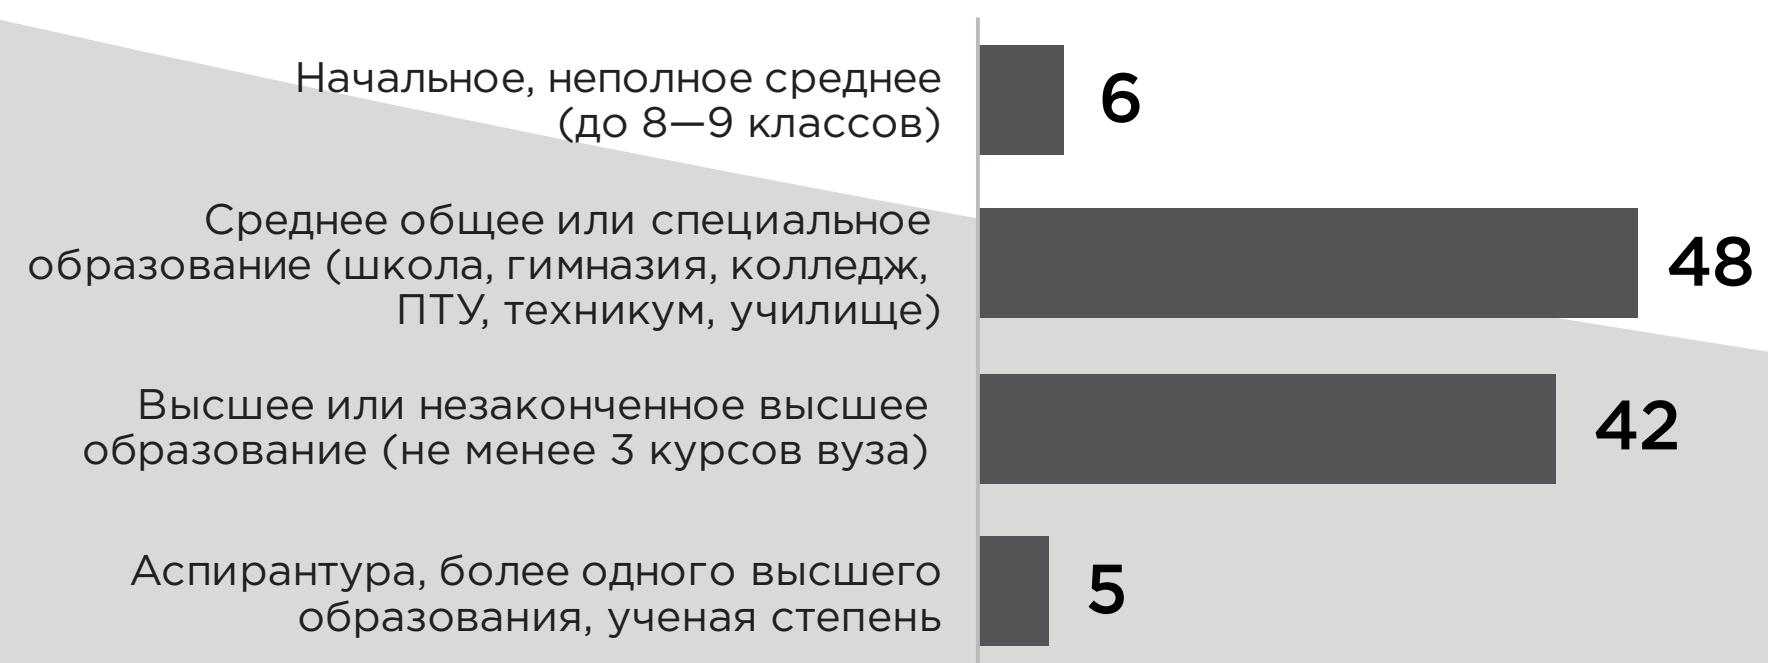 Начальное, неполное среднее
(до 8—9 классов)
6
Среднее общее или специальное
образование (школа, гимназия, колледж,
ПТУ, техникум, училище)
48
Высшее или незаконченное высшее
образование (не менее 3 курсов вуза)
42
Аспирантура, более одного высшего
образования, ученая степень
5